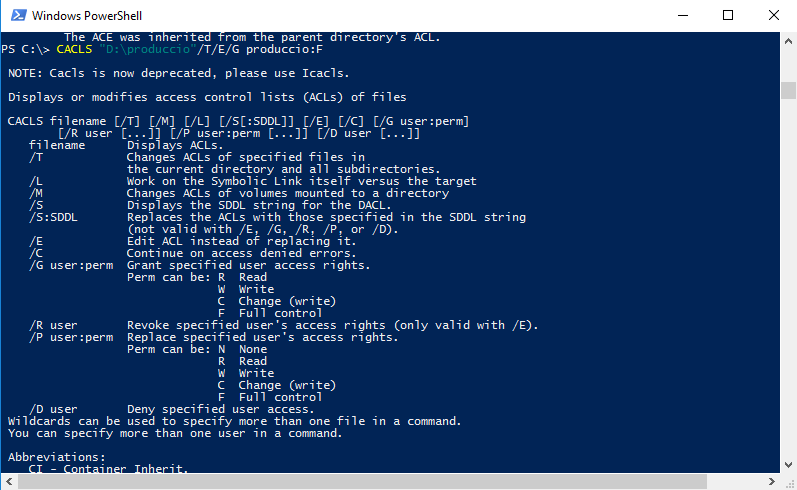 Windows PowerShell
The ACE was inherited from the parent directory's ACL.
PS C:\> CACLS "D:\produccio"/T/E/G produccio:F
NOTE: Cacls is now deprecated, please use Icacls.
Displays or modifies access control lists (ACLs) of files
CACLS filename [/T] [/M] [/L] [/S[:SDDL]] [/E] [/C] [/G user:perm]
[/R user [...]] [/P user:perm [...]] [/D user [...]]
filename Displays ACLs.
/T Changes ACLs of specified files in
the current directory and all subdirectories.
/L Work on the Symbolic Link itself versus the target
/M Changes ACLs of volumes mounted to a directory
/S Displays the SDDL string for the DACL.
/S:SDDL Replaces the ACLs with those specified in the SDDL string
(not valid with /E, /G, /R, /P, or /D).
/E Edit ACL instead of replacing it.
/C Continue on access denied errors.
/G user:perm Grant specified user access rights.
Perm can be: R Read
W Write
C Change (write)
F Full control
/R user Revoke specified user's access rights (only valid with /E).
/P user:perm Replace specified user's access rights.
Perm can be: N None
R Read
W Write
C Change (write)
F Full control
/D user Deny specified user access.
Wildcards can be used to specify more than one file in a command.
You can specify more than one user in a command.
Abbreviations:
CI - Container Inherit.